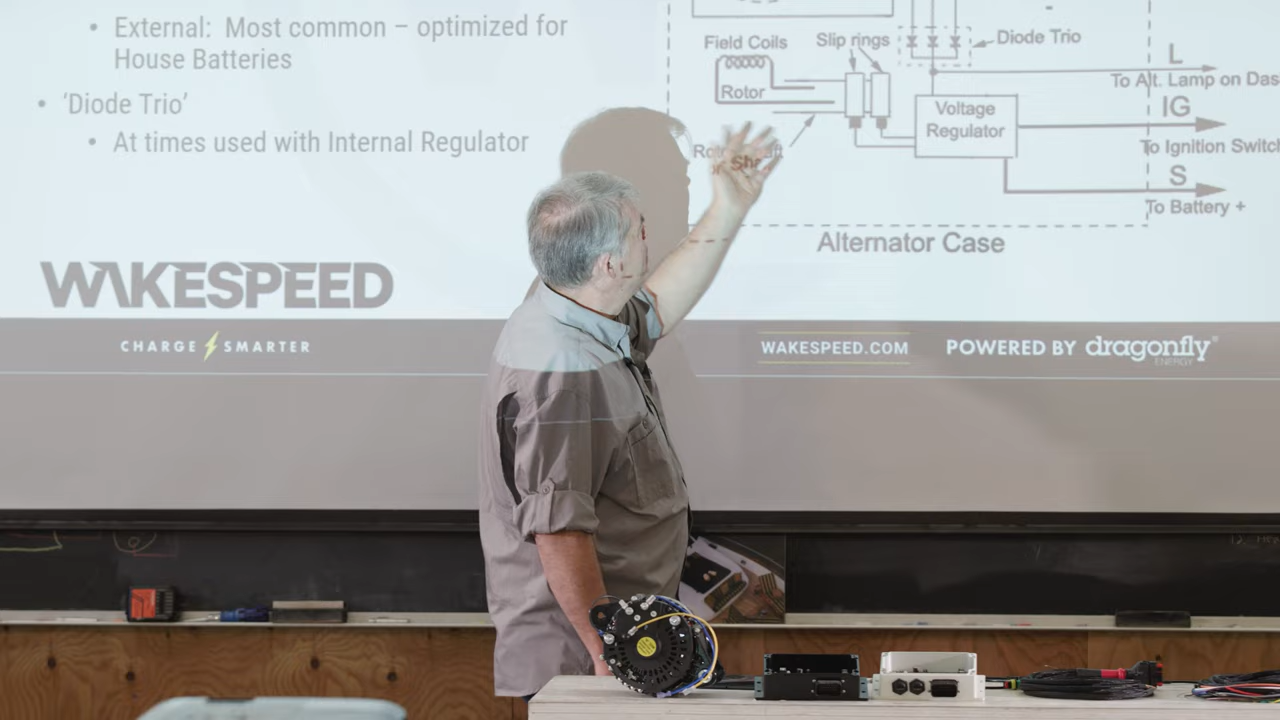 • External: Most common – optimized for
House Batteries
• ‘Diode Trio’
• At times used with Internal Regulator
WAKESPEED
CHARGE SMARTER
Field Coils
Slip rings
Diode Trio
Rotor
Voltage
Regulator
L
To Alt. Lamp on Das
IG
To Ignition Switch
S
To Battery +
Alternator Case
WAKESPEED.COM
POWERED BY dragonfly®
ENERGY